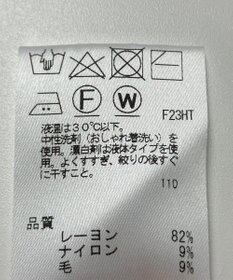 F W
F23HT
液温は30℃以下。
中性洗剤（おしゃれ着洗い）を
使用。漂白剤は液体タイプを使
用。よくすすぎ、絞りの後すぐ
に干すこと。
110
品質
レーヨン 82%
ナイロン 9%
毛 9%